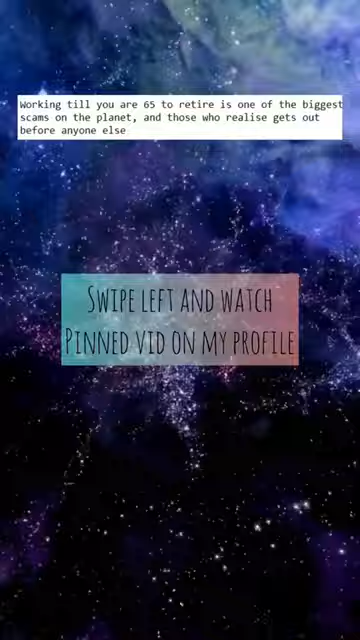 Working till you are 65 to retire is one of the biggest
scams on the planet, and those who realise gets out
before anyone else
SWIPE LEFT AND WATCH
PINNED VID ON MY PROFILE